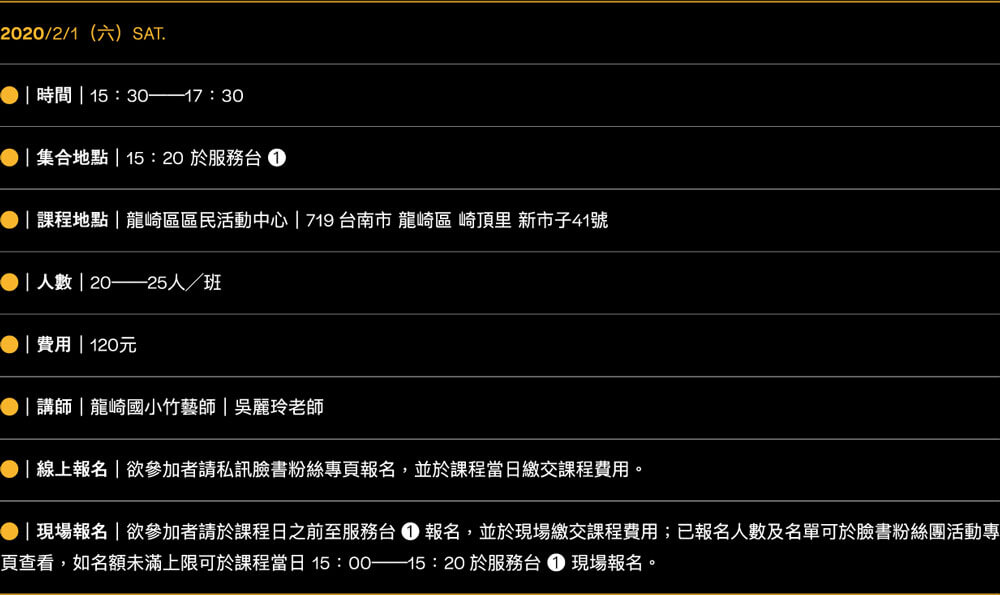 2020/2/1（六）SAT.
●｜時間｜15：30——17：30
●｜集合地點｜15：20 於服務台 ❶
●｜課程地點｜龍崎區區民活動中心｜719 台南市 龍崎區 崎頂里 新市子41號
●｜人數｜20——25人／班
●｜費用｜120元
●｜講師｜龍崎國小竹藝師｜吳麗玲老師
●｜線上報名｜欲參加者請私訊臉書粉絲專頁報名，並於課程當日繳交課程費用。
●｜現場報名｜欲參加者請於課程日之前至服務台 ❶ 報名，並於現場繳交課程費用；已報名人數及名單可於臉書粉絲團活動專
頁查看，如名額未滿上限可於課程當日 15：00——15：20 於服務台 ❶ 現場報名。